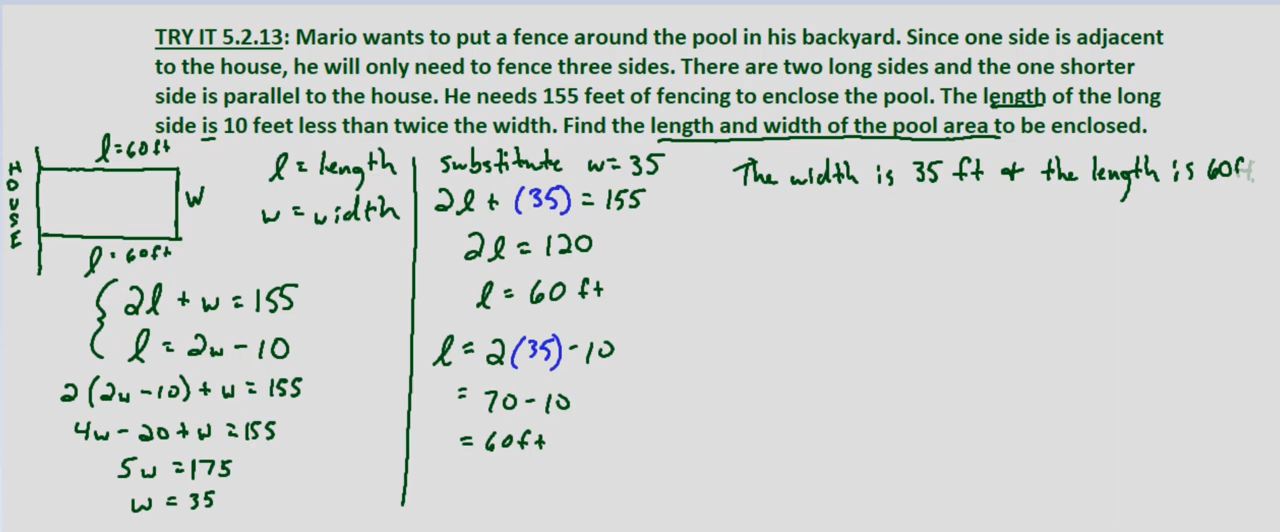 TRY IT 5.2.13: Mario wants to put a fence around the pool in his backyard. Since one side is adjacent
to the house, he will only need to fence three sides. There are two long sides and the one shorter
side is parallel to the house. He needs 155 feet of fencing to enclose the pool. The length of the long
side is 10 feet less than twice the width. Find the length and width of the pool area to be enclosed.
HOUSE
l=60ft
W
l=60ft
l = length
w = width
2l + w = 155
l = 2w - 10
2(2w-10) + w = 155
4w - 20 + w = 155
5w = 175
w = 35
substitute w = 35
2l + (35) = 155
2l = 120
l = 60 ft
l = 2(35) - 10
= 70 - 10
= 60ft
The width is 35 ft & the length is 60ft.